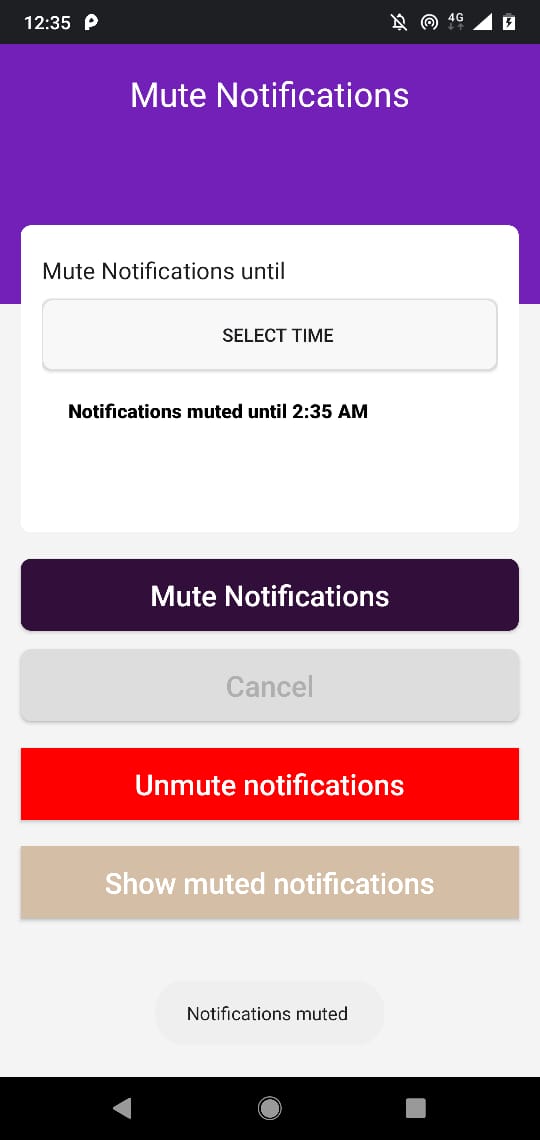 12:35
4G
Mute Notifications
Mute Notifications until
SELECT TIME
Notifications muted until 2:35 AM
Mute Notifications
Cancel
Unmute notifications
Show muted notifications
Notifications muted